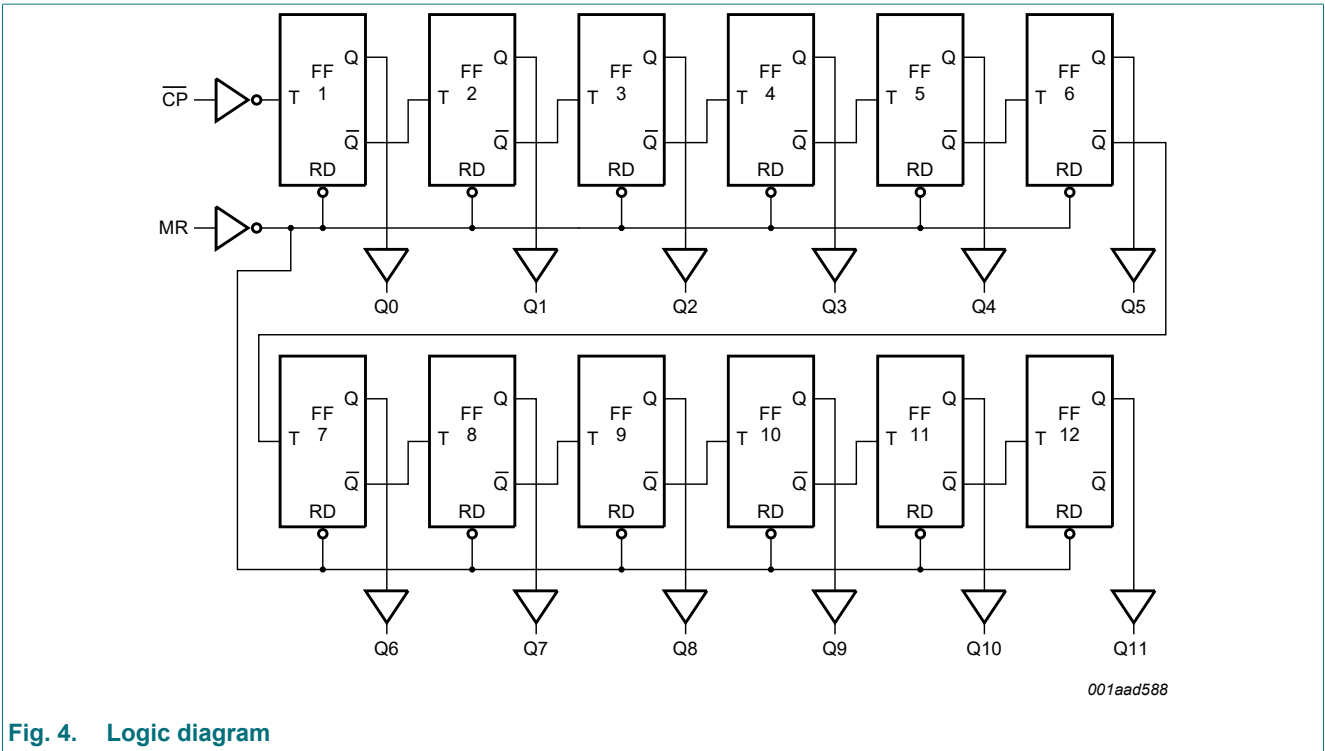 Q Q Q Q Q Q
FF FF FF FF FF FF
1 2 3 4 5 6
C̅P̅ T T T T T T
Q̅ Q̅ Q̅ Q̅ Q̅ Q̅
RD RD RD RD RD RD
MR
Q0 Q1 Q2 Q3 Q4 Q5
Q Q Q Q Q Q
FF FF FF FF FF FF
7 8 9 10 11 12
T T T T T T
Q̅ Q̅ Q̅ Q̅ Q̅ Q̅
RD RD RD RD RD RD
Q6 Q7 Q8 Q9 Q10 Q11
001aad588
Fig. 4. Logic diagram